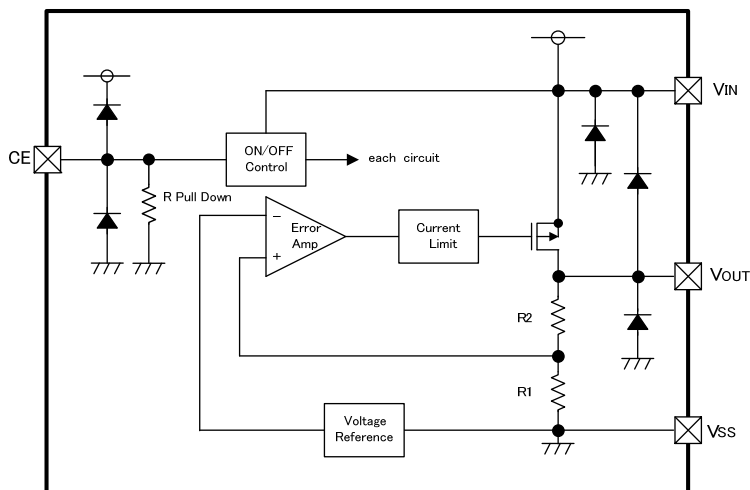 VIN
ON/OFF
Control
each circuit
CE
R Pull Down
−
Error
Amp
+
Current
Limit
VOUT
R2
R1
Voltage
Reference
VSS